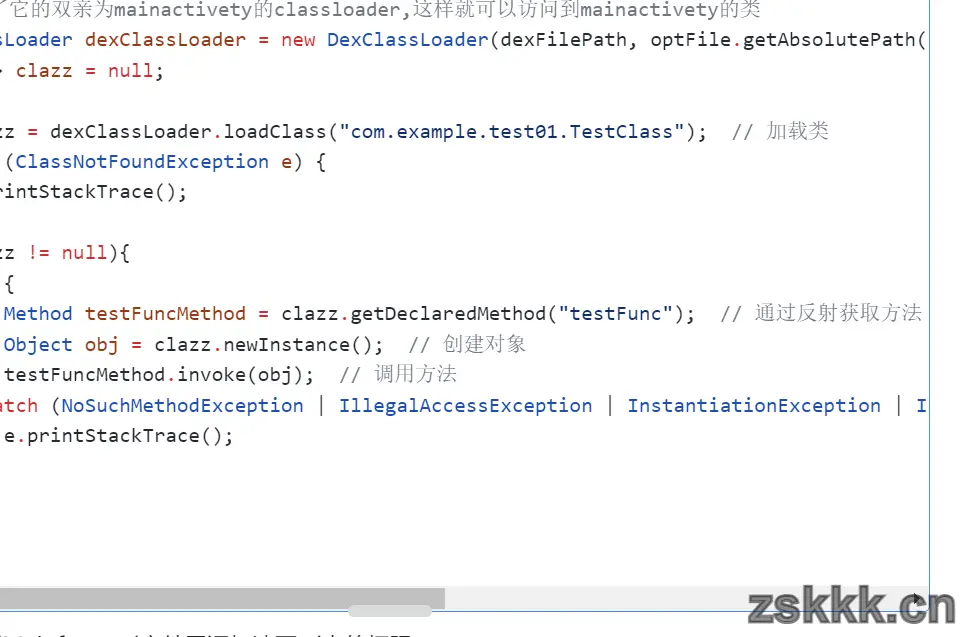 它的双亲为mainactivety的classloader,这样就可以访问到mainactivety的类
sLoader dexClassLoader = new DexClassLoader(dexFilePath, optFile.getAbsolutePath(
> clazz = null;
zz = dexClassLoader.loadClass("com.example.test01.TestClass"); // 加载类
(ClassNotFoundException e) {
rintStackTrace();
zz != null){
{
Method testFuncMethod = clazz.getDeclaredMethod("testFunc"); // 通过反射获取方法
Object obj = clazz.newInstance(); // 创建对象
testFuncMethod.invoke(obj); // 调用方法
atch (NoSuchMethodException | IllegalAccessException | InstantiationException | I
e.printStackTrace();
zskkk.cn